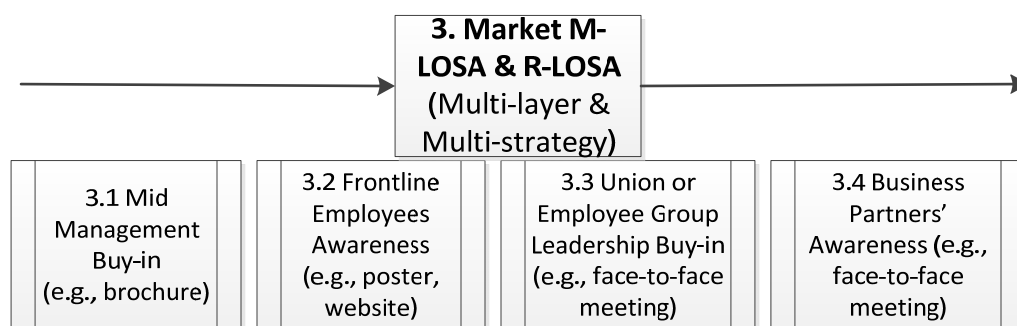 3. Market M-
LOSA & R-LOSA
(Multi-layer &
Multi-strategy)
3.1 Mid
Management
Buy-in
(e.g., brochure)
3.2 Frontline
Employees
Awareness
(e.g., poster,
website)
3.3 Union or
Employee Group
Leadership Buy-in
(e.g., face-to-face
meeting)
3.4 Business
Partners’
Awareness (e.g.,
face-to-face
meeting)